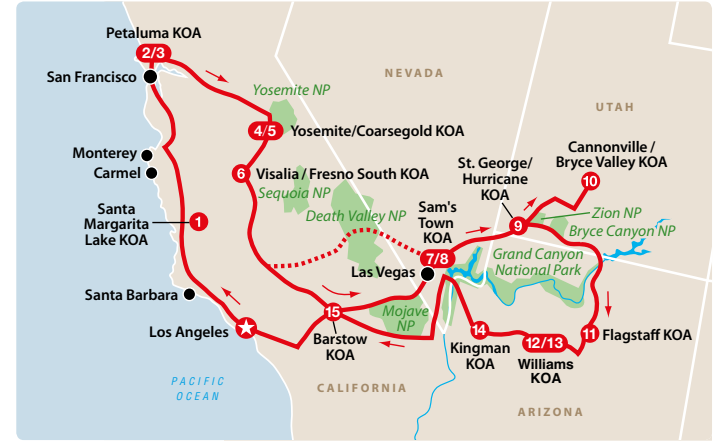 Petaluma KOA
2/3
San Francisco
NEVADA
Yosemite NP
UTAH
4/5
Yosemite/Coarsegold KOA
Monterey
Carmel
6
Visalia / Fresno South KOA
Sequoia NP
St. George/
Hurricane
KOA
9
Cannonville /
Bryce Valley KOA
10
Santa
Margarita
Lake KOA
1
Death Valley NP
Sam's
Town
KOA
7/8
Las Vegas
Zion NP
Bryce Canyon NP
Grand Canyon
National Park
Santa Barbara
Los Angeles
15
Barstow
KOA
Mojave
NP
14
Kingman
KOA
12/13
Williams
KOA
11
Flagstaff KOA
PACIFIC
OCEAN
CALIFORNIA
ARIZONA